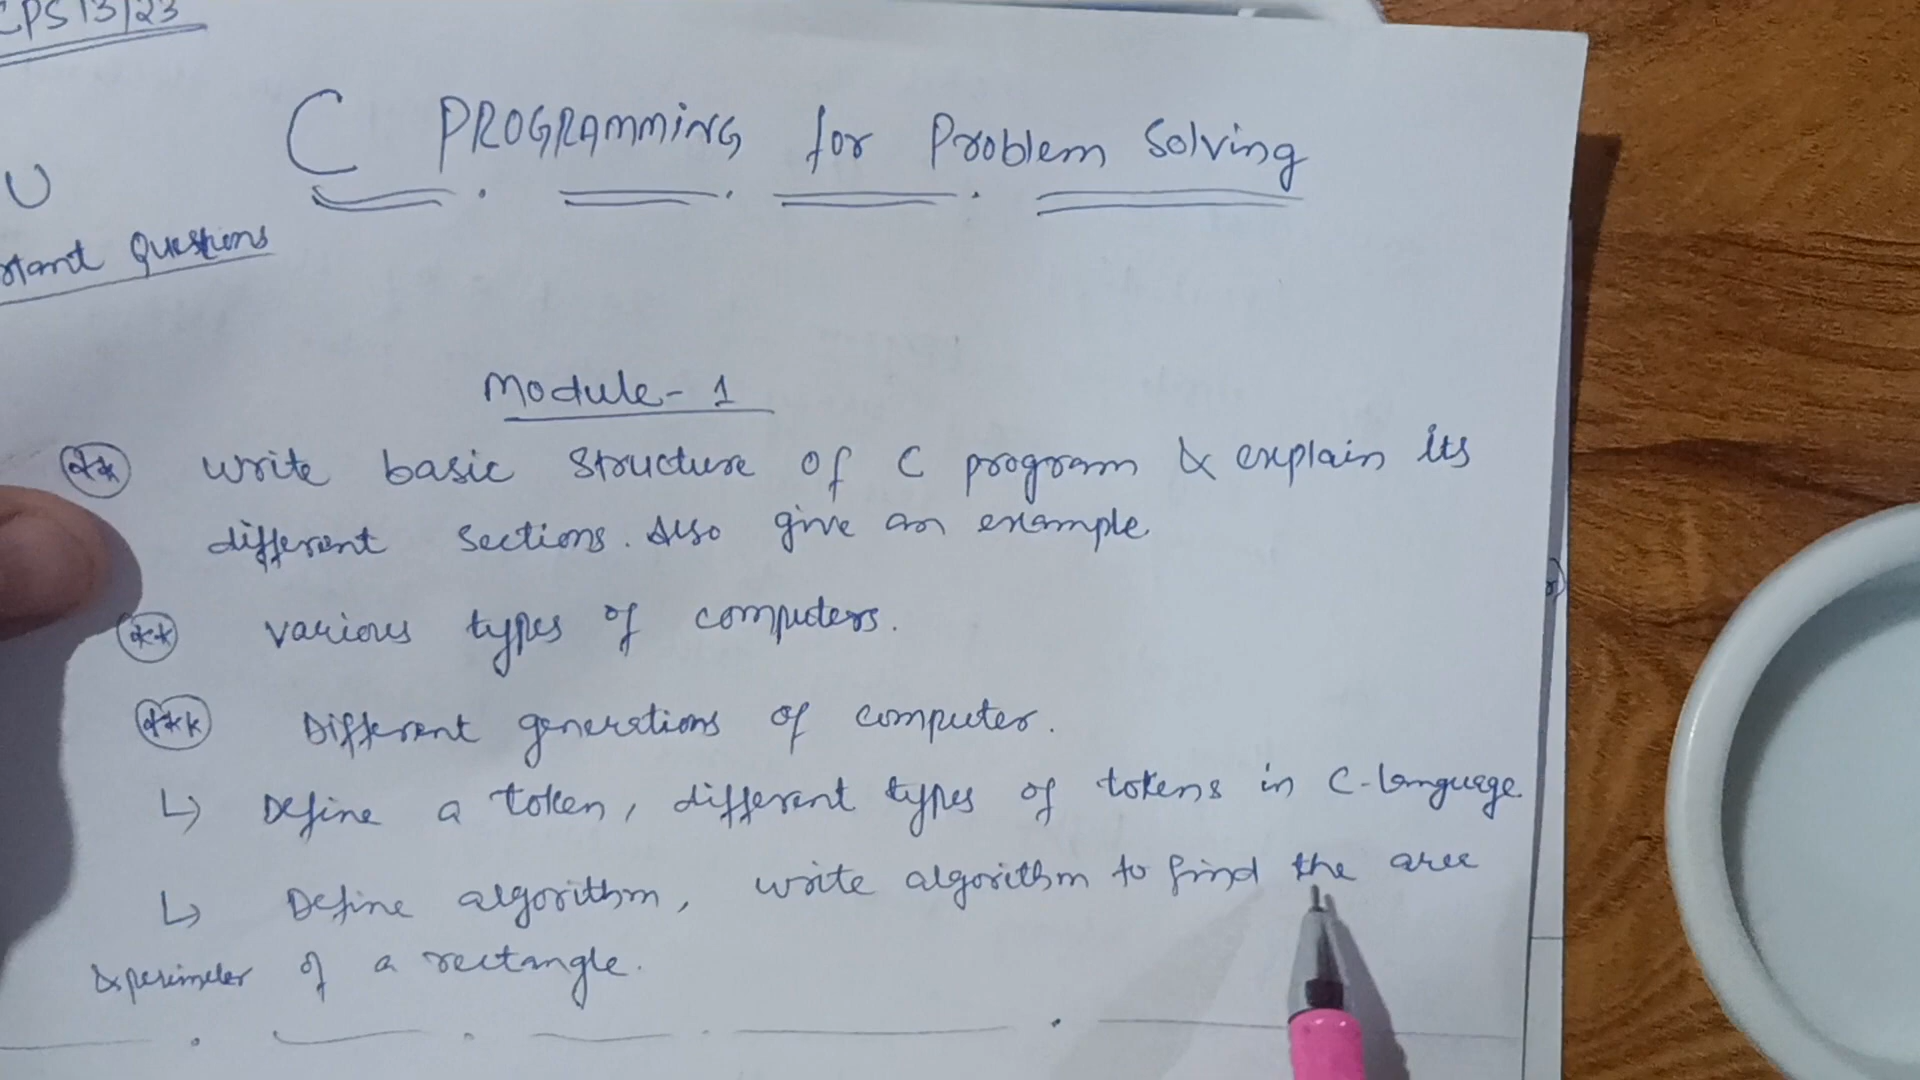 CPS13/23
C PROGRAMMING for Problem Solving
U
Questions
Module-1
** write basic structure of C program & explain its
different sections. Also give an example.
** various types of computers.
*** Different generations of computer.
↳ Define a token, different types of tokens in C-language.
↳ Define algorithm, write algorithm to find the area
& perimeter of a rectangle.